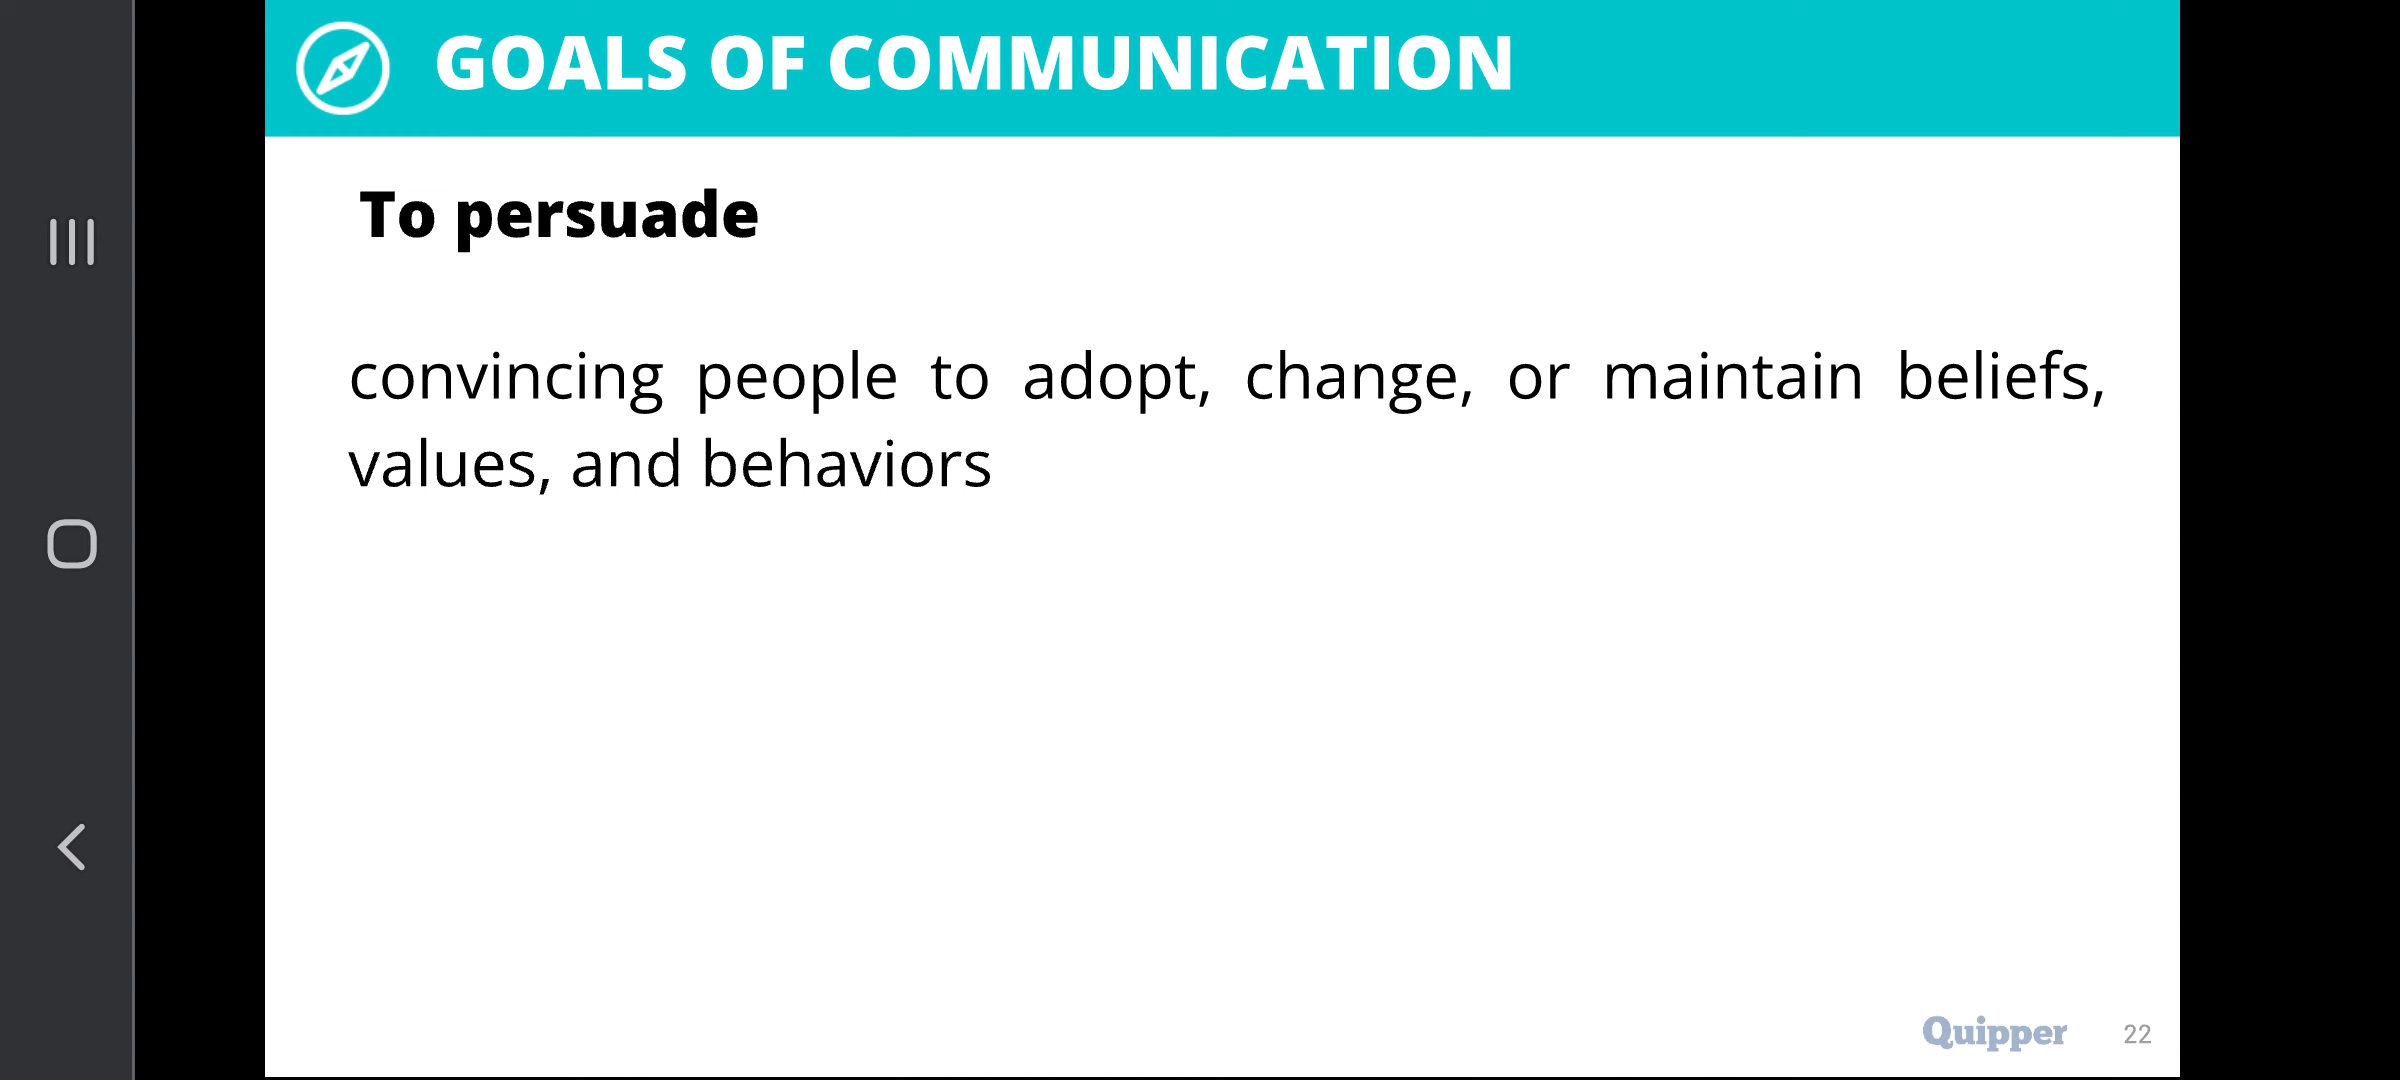 GOALS OF COMMUNICATION
To persuade
convincing people to adopt, change, or maintain beliefs,
values, and behaviors
Quipper 22